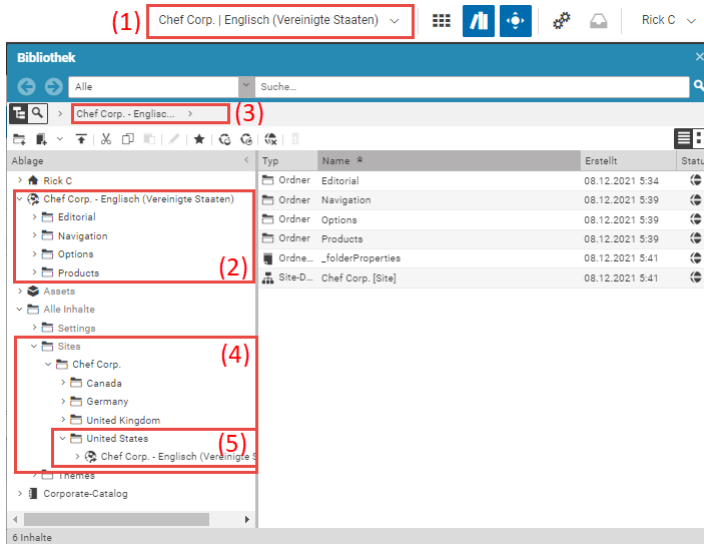 (1) Chef Corp. | Englisch (Vereinigte Staaten) Rick C
Bibliothek
Alle Suche...
Chef Corp. - Englisc... (3)
Ablage Typ Name Erstellt Statu
Rick C Ordner Editorial 08.12.2021 5:34
Chef Corp. - Englisch (Vereinigte Staaten) Ordner Navigation 08.12.2021 5:39
Editorial Ordner Options 08.12.2021 5:39
Navigation Ordner Products 08.12.2021 5:39
Options Ordne... _folderProperties 08.12.2021 5:41
Products (2) Site-D... Chef Corp. [Site] 08.12.2021 5:41
Assets
Alle Inhalte
Settings
Sites (4)
Chef Corp.
Canada
Germany
United Kingdom
United States (5)
Chef Corp. - Englisch (Vereinigte S
Themes
Corporate-Catalog
6 Inhalte